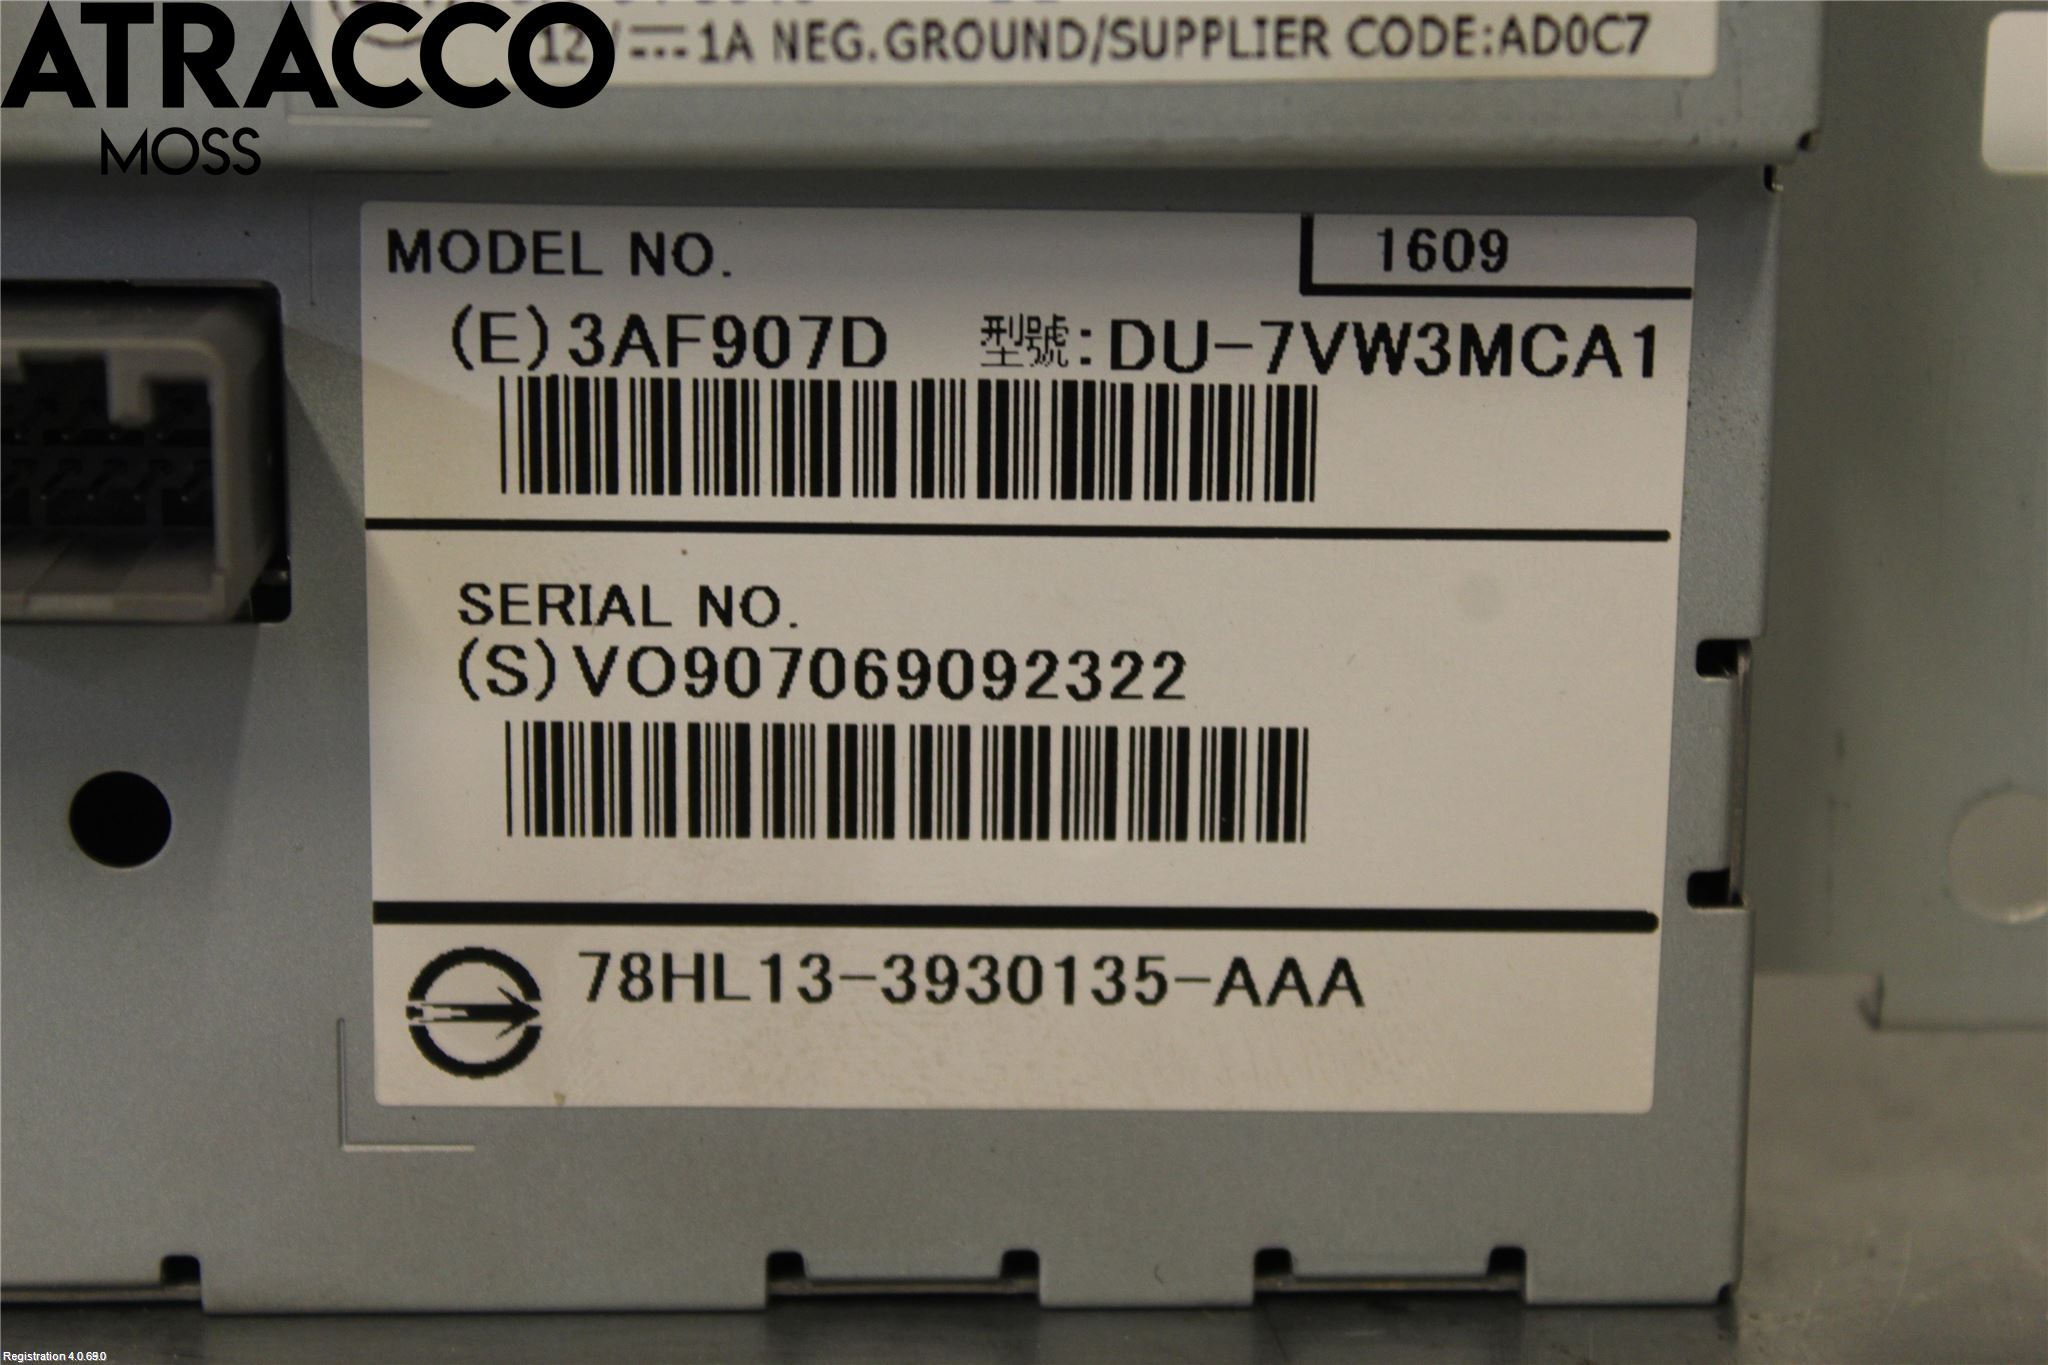 ATRACCO
MOSS
12V 1A NEG.GROUND/SUPPLIER CODE:AD0C7
MODEL NO.
1609
(E)3AF907D 型號:DU-7VW3MCA1
SERIAL NO.
(S)VO907069092322
78HL13-3930135-AAA
Registration 4.0.69.0